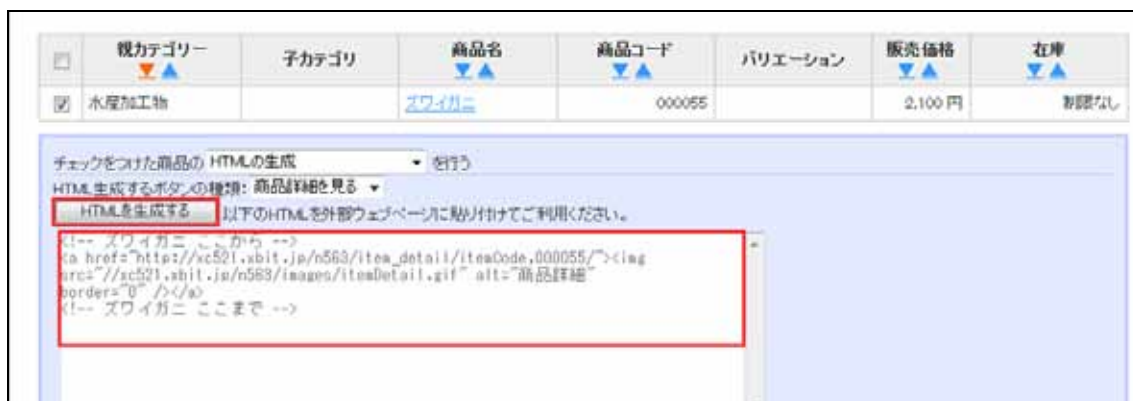 親カテゴリー 子カテゴリ 商品名 商品コード バリエーション 販売価格 在庫
水産加工物 ズワイガニ 000055 2,100 円 制限なし
チェックをつけた商品の HTMLの生成 を行う
HTML生成するボタンの種類: 商品詳細を見る
HTMLを生成する 以下のHTMLを外部ウェブページに貼り付けてご利用ください。
<!-- ズワイガニ ここから -->
<a href="http://xc521.xbit.jp/n563/item_detail/itemCode,000055/"><img
src="//xc521.xbit.jp/n563/images/itemDetail.gif" alt="商品詳細"
border="0" /></a>
<!-- ズワイガニ ここまで -->